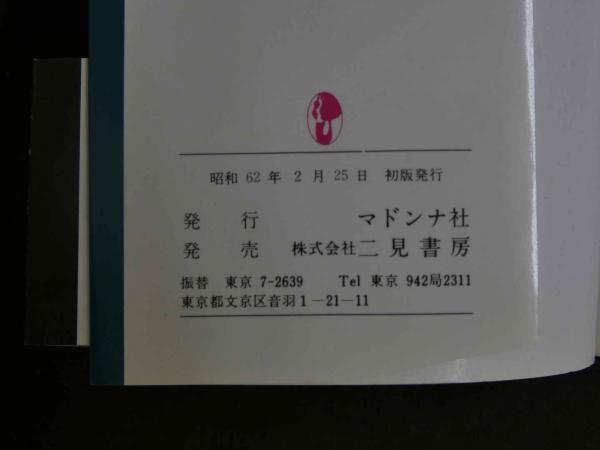 昭和 62 年 2 月 25 日 初版発行
発 行 マドンナ社
発 売 株式会社 二見書房
振替 東京 7-2639 Tel 東京 942局2311
東京都文京区音羽1―21―11